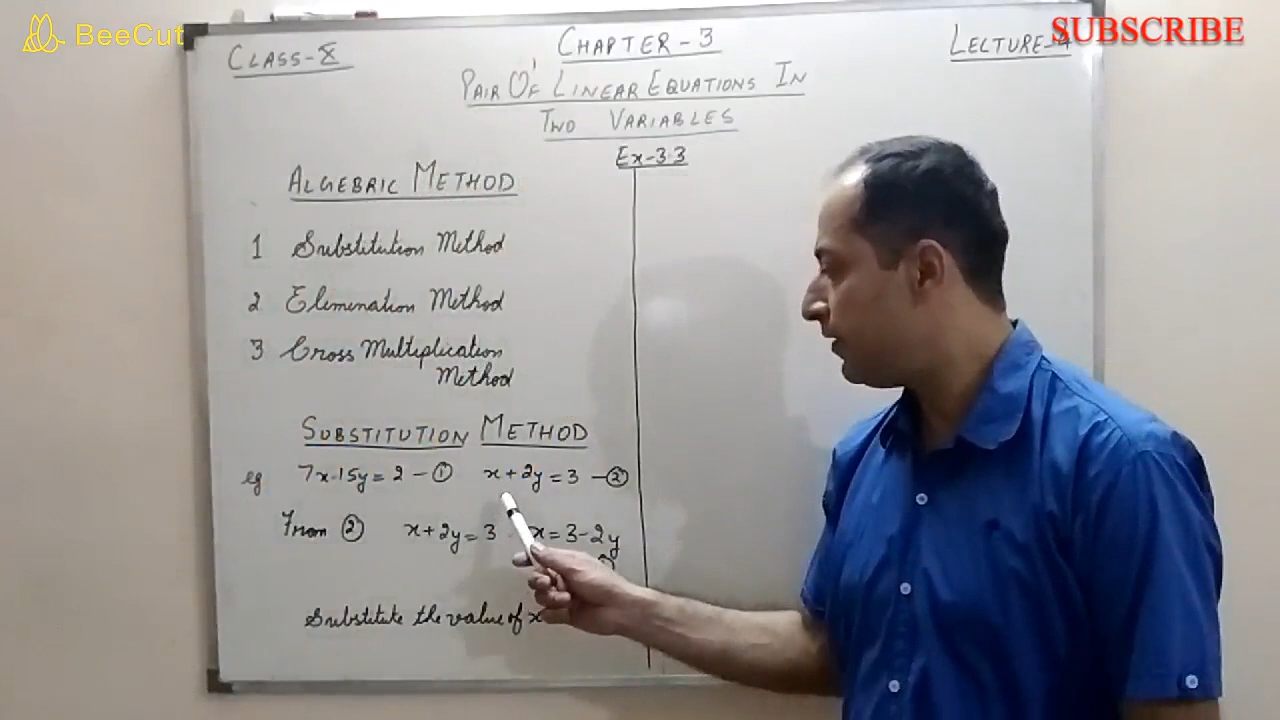 BeeCut
SUBSCRIBE
CLASS-X
CHAPTER-3
LECTURE-4
PAIR OF LINEAR EQUATIONS IN
TWO VARIABLES
Ex-3.3
ALGEBRIC METHOD
1 Substitution Method
2 Elemination Method
3 Cross Multiplication
Method
SUBSTITUTION METHOD
eg 7x-15y=2 -① x+2y=3 -②
From ② x+2y=3 x=3-2y
Substitute the value of x